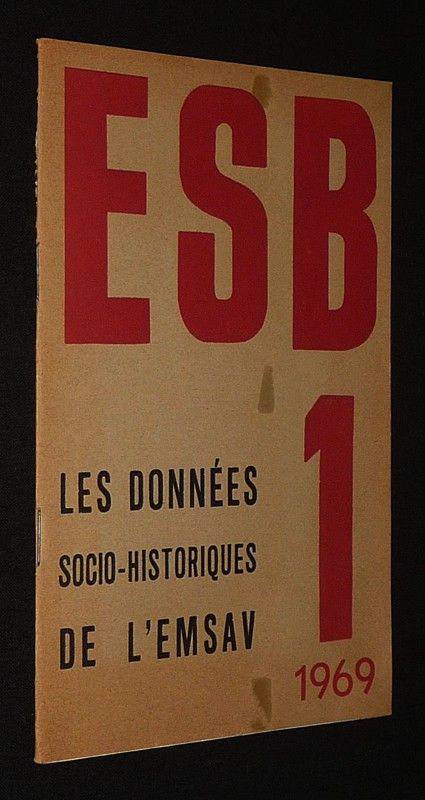 ESB
1
LES DONNÉES
SOCIO-HISTORIQUES
DE L'EMSAV
1969